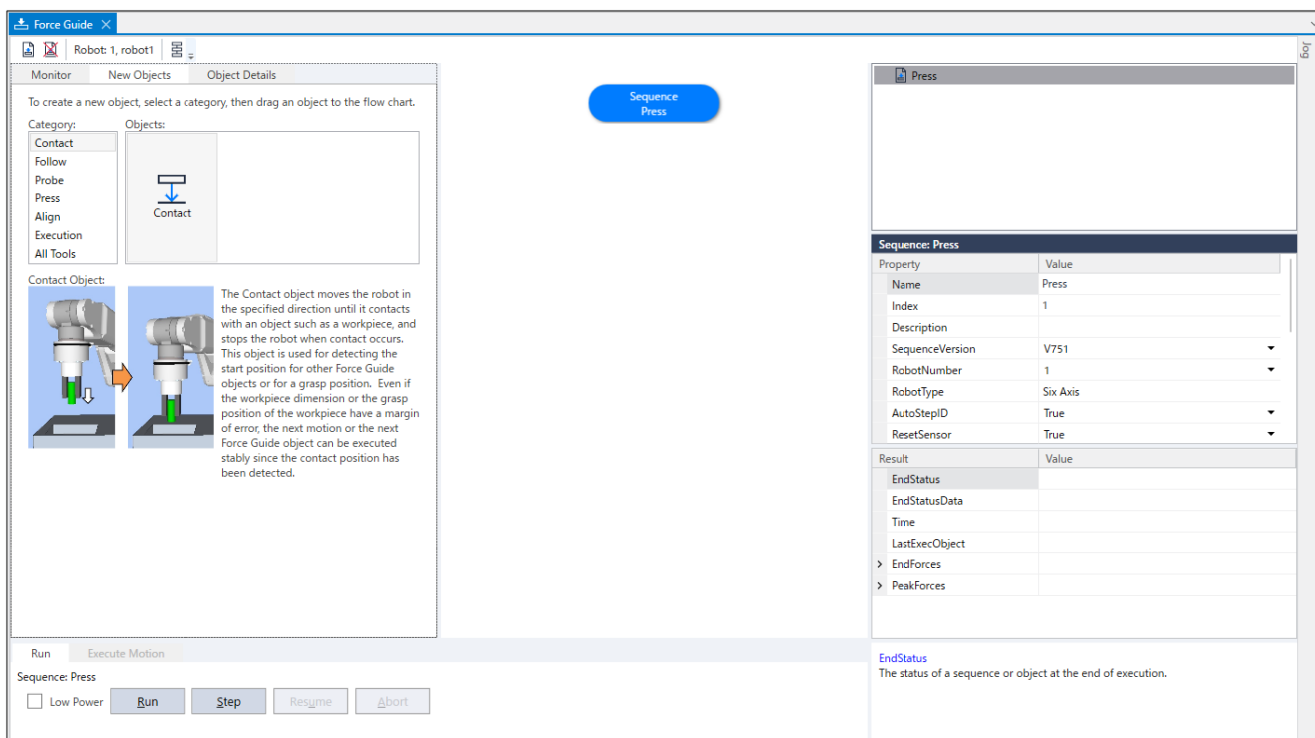 Force Guide
Jog
Robot: 1, robot1
Monitor
New Objects
Object Details
To create a new object, select a category, then drag an object to the flow chart.
Category:
Objects:
Contact
Follow
Probe
Press
Align
Execution
All Tools
Contact
Contact Object:
The Contact object moves the robot in
the specified direction until it contacts
with an object such as a workpiece, and
stops the robot when contact occurs.
This object is used for detecting the
start position for other Force Guide
objects or for a grasp position.  Even if
the workpiece dimension or the grasp
position of the workpiece have a margin
of error, the next motion or the next
Force Guide object can be executed
stably since the contact position has
been detected.
Sequence
Press
Press
Sequence: Press
Property Value
Name Press
Index 1
Description
SequenceVersion V751
RobotNumber 1
RobotType Six Axis
AutoStepID True
ResetSensor True
Result Value
EndStatus
EndStatusData
Time
LastExecObject
EndForces
PeakForces
Run
Execute Motion
Sequence: Press
Low Power
Run
Step
Resume
Abort
EndStatus
The status of a sequence or object at the end of execution.